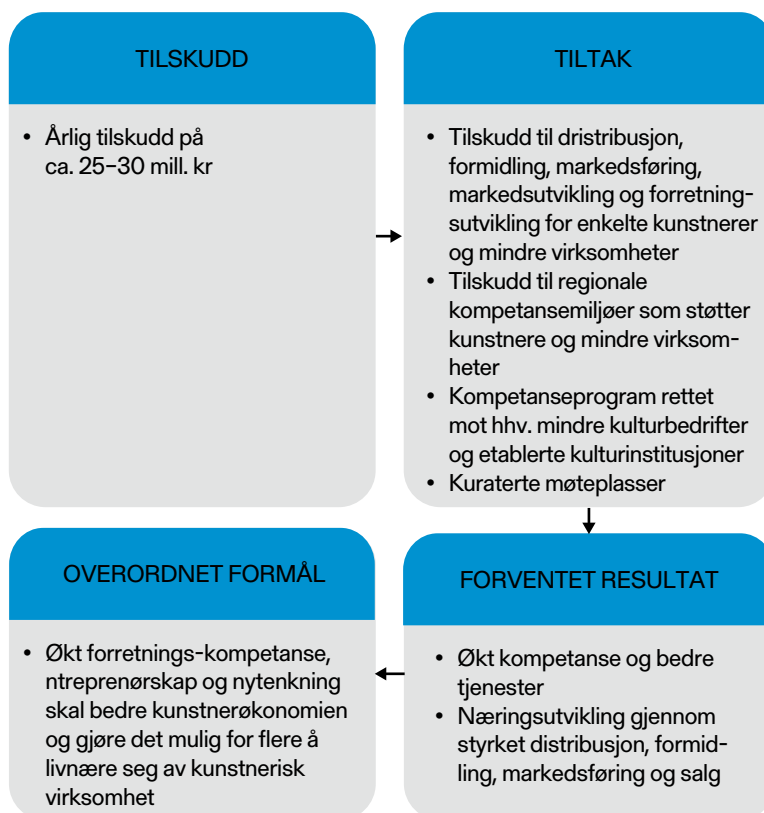 TILSKUDD
• Årlig tilskudd på
ca. 25–30 mill. kr
TILTAK
• Tilskudd til dristribusjon,
formidling, markedsføring,
markedsutvikling og forretning-
sutvikling for enkelte kunstnerer
og mindre virksomheter
• Tilskudd til regionale
kompetansemiljøer som støtter
kunstnere og mindre virksom-
heter
• Kompetanseprogram rettet
mot hhv. mindre kulturbedrifter
og etablerte kulturinstitusjoner
• Kuraterte møteplasser
FORVENTET RESULTAT
• Økt kompetanse og bedre
tjenester
• Næringsutvikling gjennom
styrket distribusjon, formid-
ling, markedsføring og salg
OVERORDNET FORMÅL
• Økt forretnings-kompetanse,
ntreprenørskap og nytenkning
skal bedre kunstnerøkonomien
og gjøre det mulig for flere å
livnære seg av kunstnerisk
virksomhet